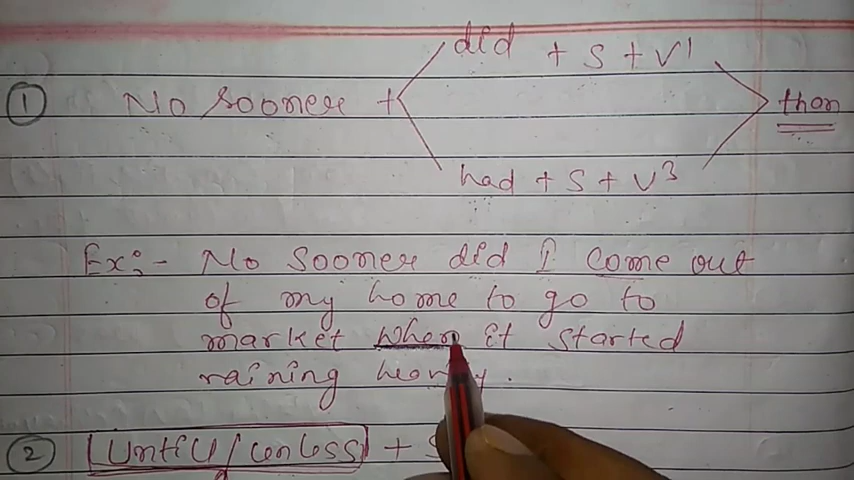 did + S + V1
① No sooner + than
had + S + V3
Ex:- No sooner did I come out
of my home to go to
market when it started
raining
② Until/unless +